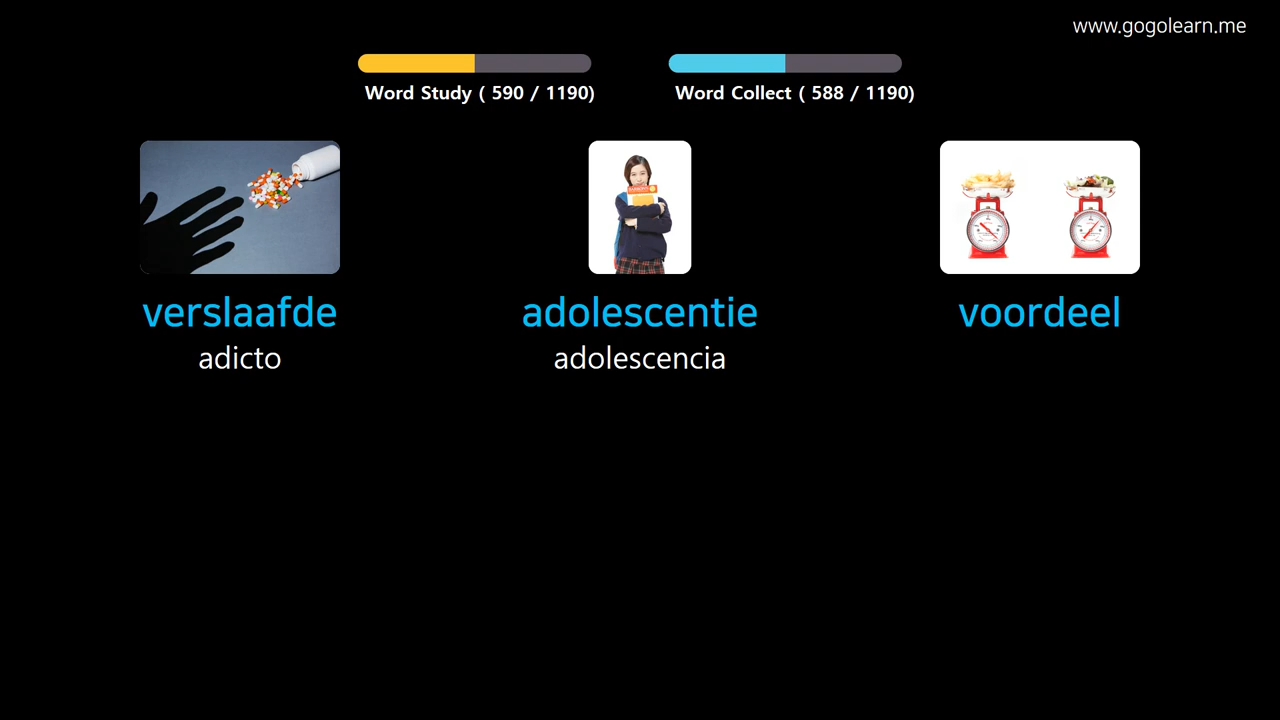 www.gogolearn.me
Word Study ( 590 / 1190)
Word Collect ( 588 / 1190)
verslaafde
adicto
adolescentie
adolescencia
voordeel